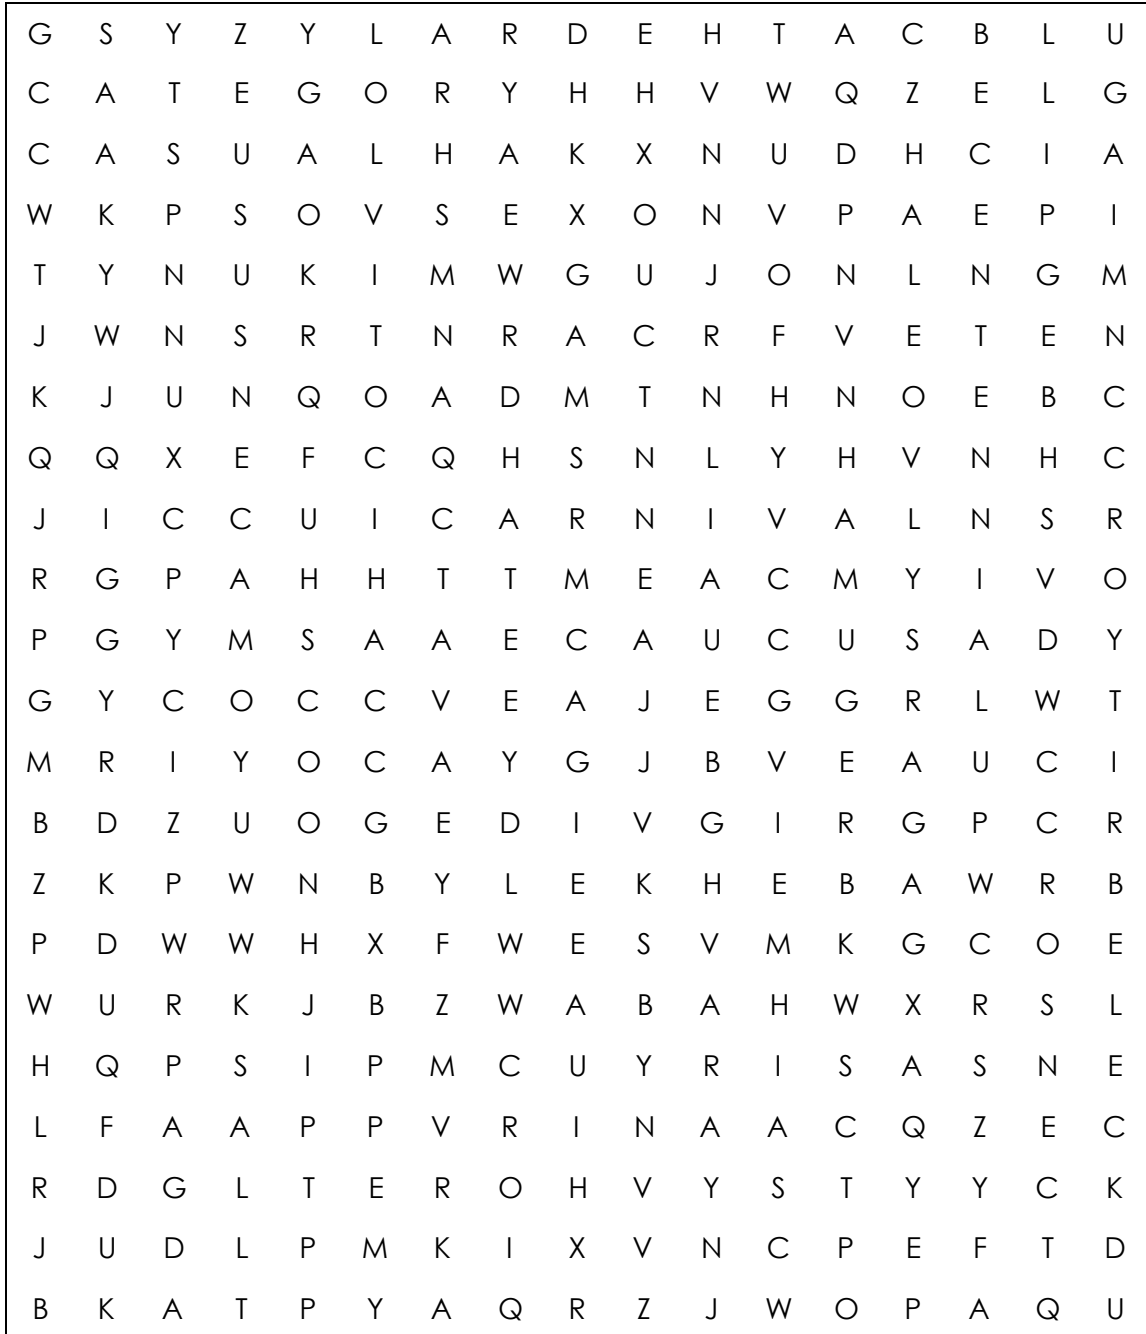 G S Y Z Y L A R D E H T A C B L U
C A T E G O R Y H H V W Q Z E L G
C A S U A L H A K X N U D H C I A
W K P S O V S E X O N V P A E P I
T Y N U K I M W G U J O N L N G M
J W N S R T N R A C R F V E T E N
K J U N Q O A D M T N H N O E B C
Q Q X E F C Q H S N L Y H V N H C
J I C C U I C A R N I V A L N S R
R G P A H H T T M E A C M Y I V O
P G Y M S A A E C A U C U S A D Y
G Y C O C C V E A J E G G R L W T
M R I Y O C A Y G J B V E A U C I
B D Z U O G E D I V G I R G P C R
Z K P W N B Y L E K H E B A W R B
P D W W H X F W E S V M K G C O E
W U R K J B Z W A B A H W X R S L
H Q P S I P M C U Y R I S A S N E
L F A A P P V R I N A A C Q Z E C
R D G L T E R O H V Y S T Y Y C K
J U D L P M K I X V N C P E F T D
B K A T P Y A Q R Z J W O P A Q U